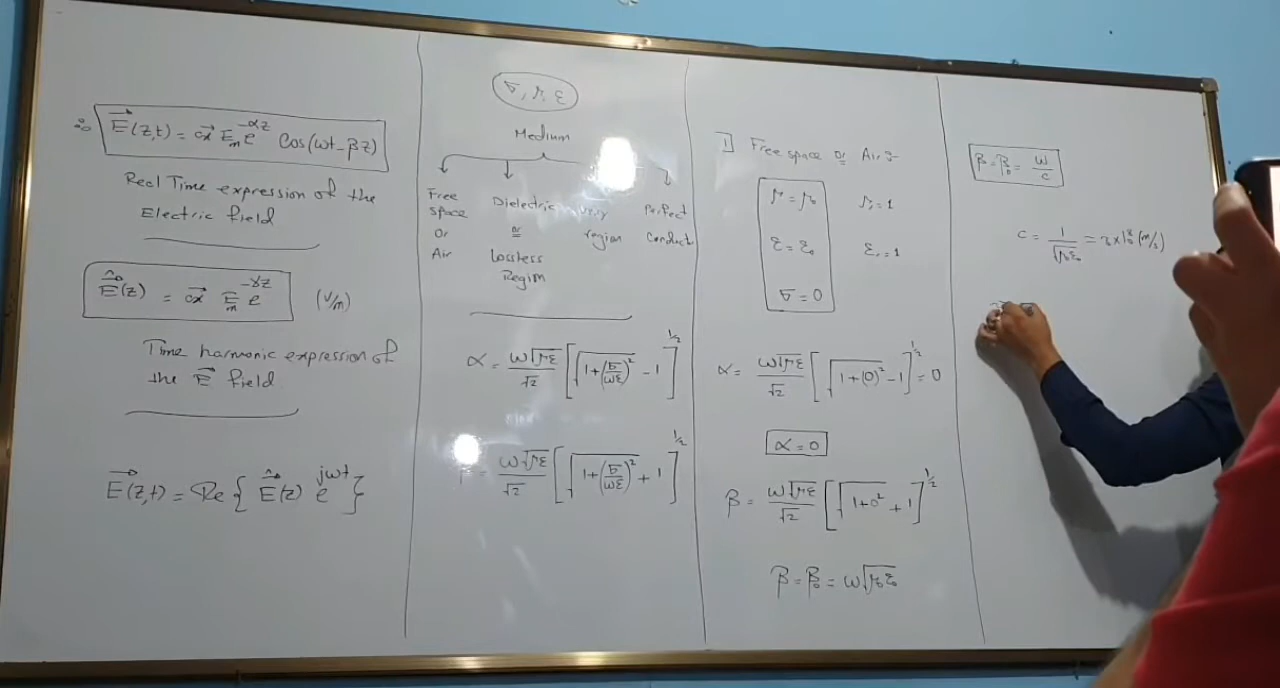 ∴ E⃗(z,t) = a⃗x Em e^-αz Cos(ωt - βz)
Real Time expression of the
Electric field
Ê⃗(z) = a⃗x Em e^-γz (V/m)
Time harmonic expression of
the E⃗ field
E⃗(z,t) = Re { Ê⃗(z) e^jωt }
σ, μ, ε
Medium
Free
space
Or
Air
Dielectric
or
Lossless
Region
region
Perfect
Conduct
α = ω√με / √2 [ √(1+(σ/ωε)²) - 1 ]^1/2
= ω√με / √2 [ √(1+(σ/ωε)²) + 1 ]^1/2
1] Free space or Air :-
μ = μ₀ μr = 1
ε = ε₀ εr = 1
σ = 0
α = ω√με / √2 [ √(1+(0)²) - 1 ]^1/2 = 0
α = 0
β = ω√με / √2 [ √(1+0²) + 1 ]^1/2
β = β₀ = ω√μ₀ε₀
β = β₀ = ω/c
c = 1/√μ₀ε₀ = 3×10⁸ (m/s)